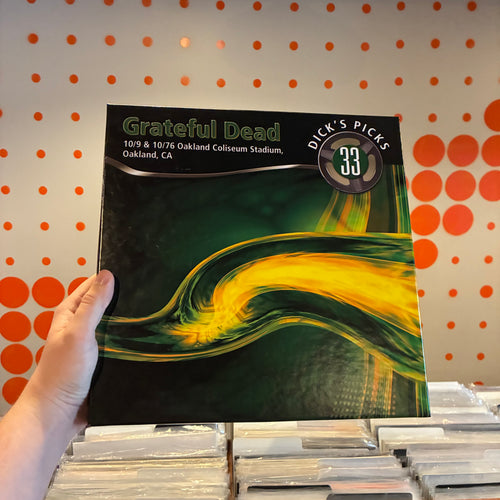 Grateful Dead
10/9 & 10/76 Oakland Coliseum Stadium,
Oakland, CA
DICK'S PICKS
33